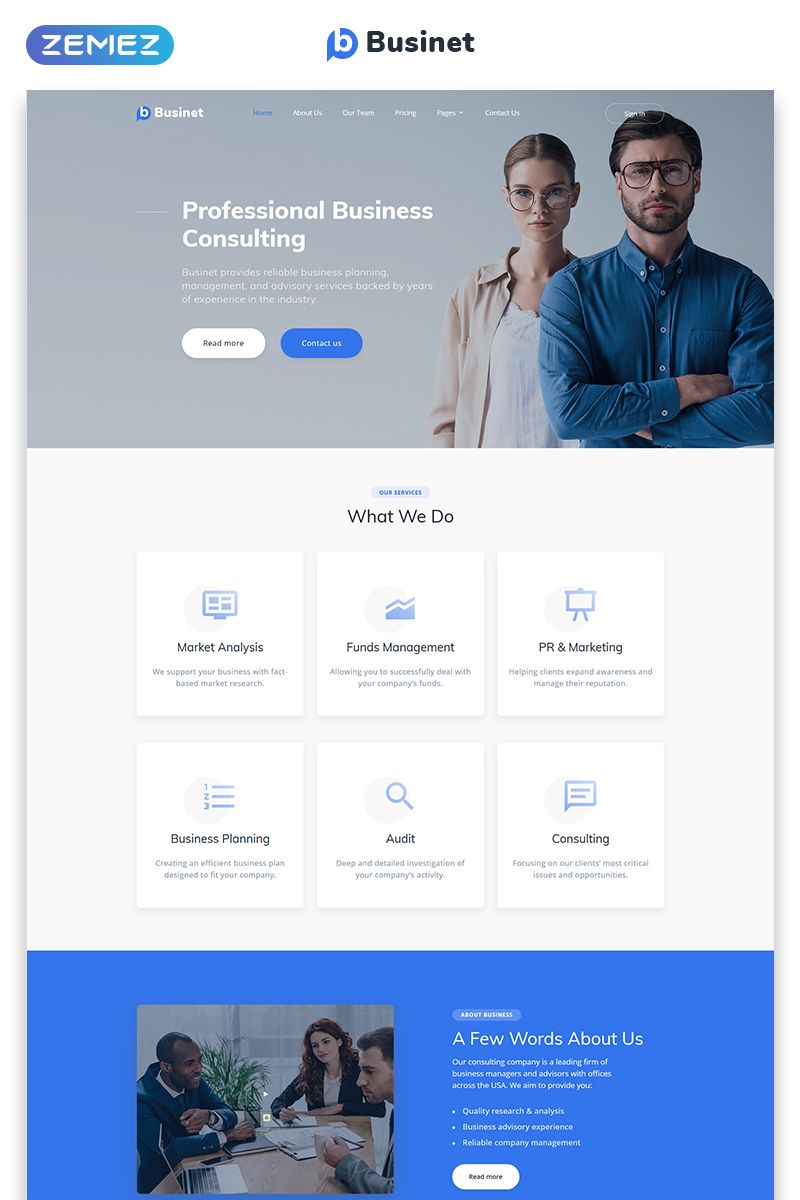 ZEMEZ
b Businet
b Businet
Home About Us Our Team Pricing Pages Contact Us Sign In
Professional Business
Consulting
Businet provides reliable business planning,
management, and advisory services backed by years
of experience in the industry.
Read more Contact us
OUR SERVICES
What We Do
Market Analysis
We support your business with fact-
based market research.
Funds Management
Allowing you to successfully deal with
your company's funds.
PR & Marketing
Helping clients expand awareness and
manage their reputation.
1
2
3
Business Planning
Creating an efficient business plan
designed to fit your company.
Audit
Deep and detailed investigation of
your company's activity.
Consulting
Focusing on our clients' most critical
issues and opportunities.
ABOUT BUSINESS
A Few Words About Us
Our consulting company is a leading firm of
business managers and advisors with offices
across the USA. We aim to provide you:
• Quality research & analysis
• Business advisory experience
• Reliable company management
Read more